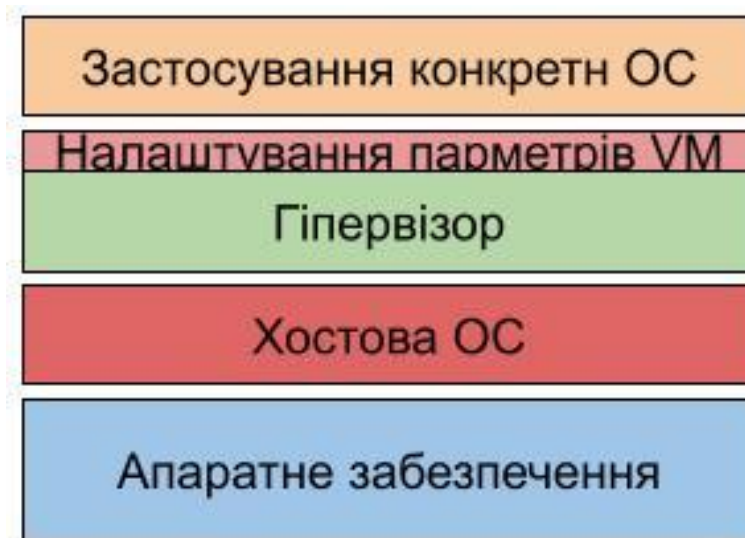 Застосування конкретн ОС
Налаштування парметрів VM
Гіпервізор
Хостова ОС
Апаратне забезпечення